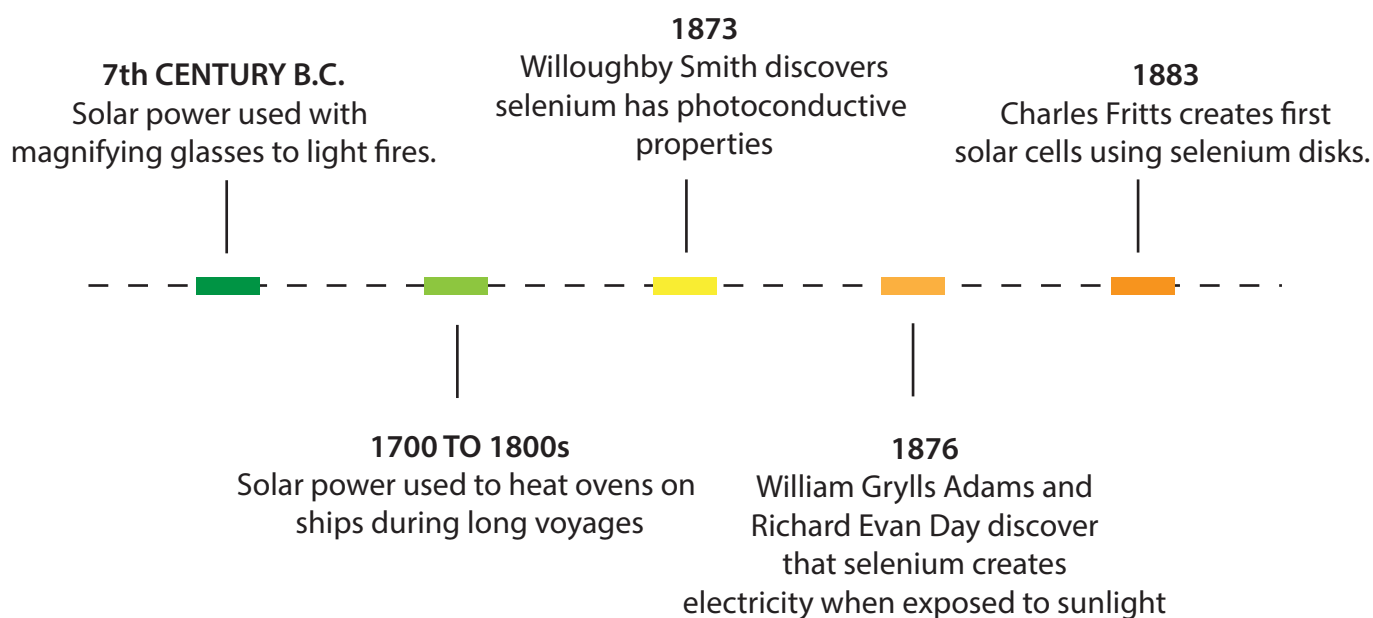 7th CENTURY B.C.
Solar power used with
magnifying glasses to light fires.
1700 TO 1800s
Solar power used to heat ovens on
ships during long voyages
1873
Willoughby Smith discovers
selenium has photoconductive
properties
1876
William Grylls Adams and
Richard Evan Day discover
that selenium creates
electricity when exposed to sunlight
1883
Charles Fritts creates first
solar cells using selenium disks.